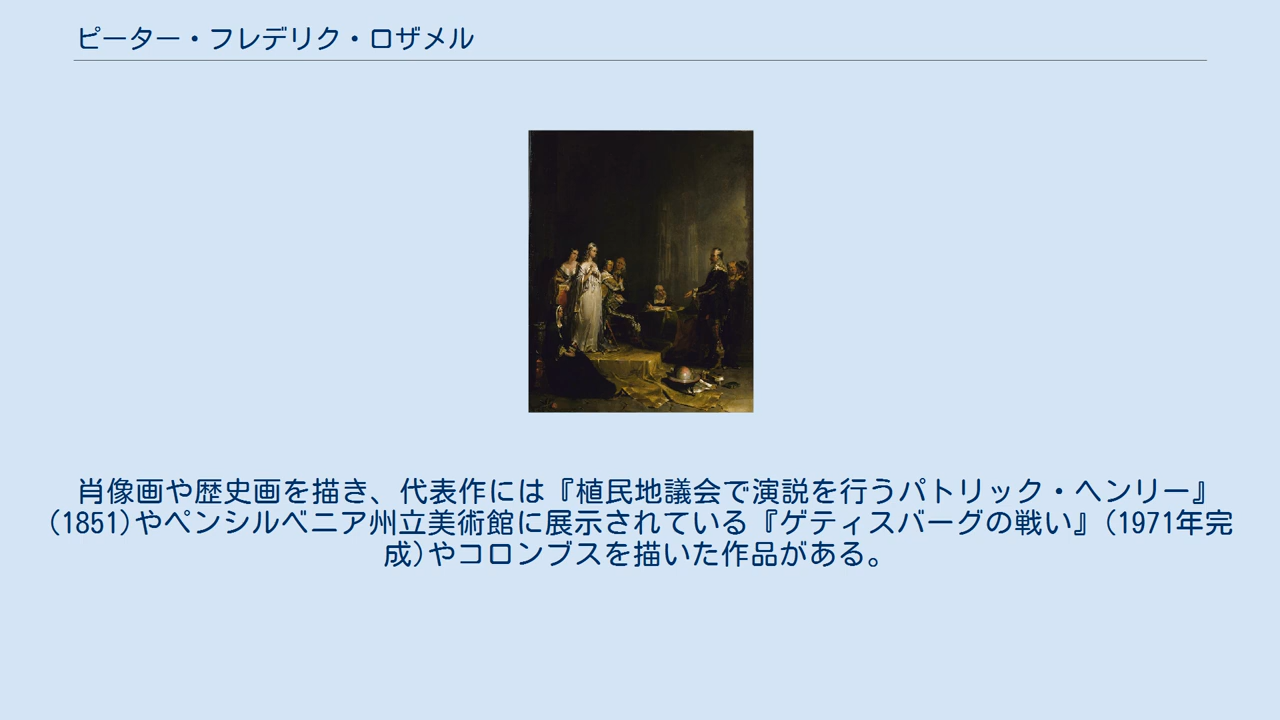 ピーター・フレデリク・ロザメル
肖像画や歴史画を描き、代表作には『植民地議会で演説を行うパトリック・ヘンリー』
(1851)やペンシルベニア州立美術館に展示されている『ゲティスバーグの戦い』(1971年完
成)やコロンブスを描いた作品がある。